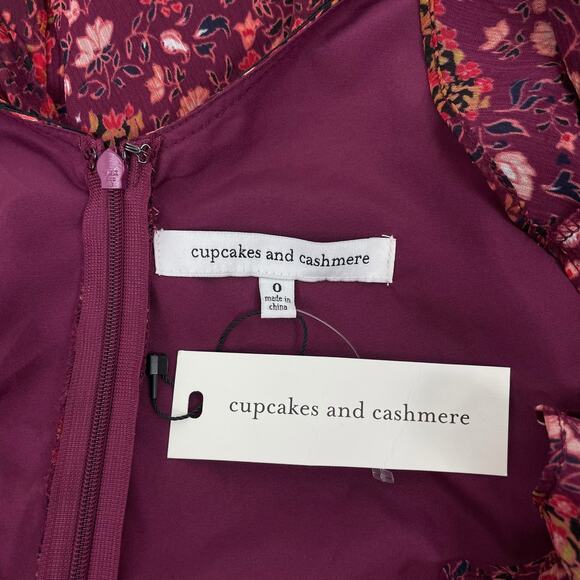 cupcakes and cashmere
0
made in
china
cupcakes and cashmere